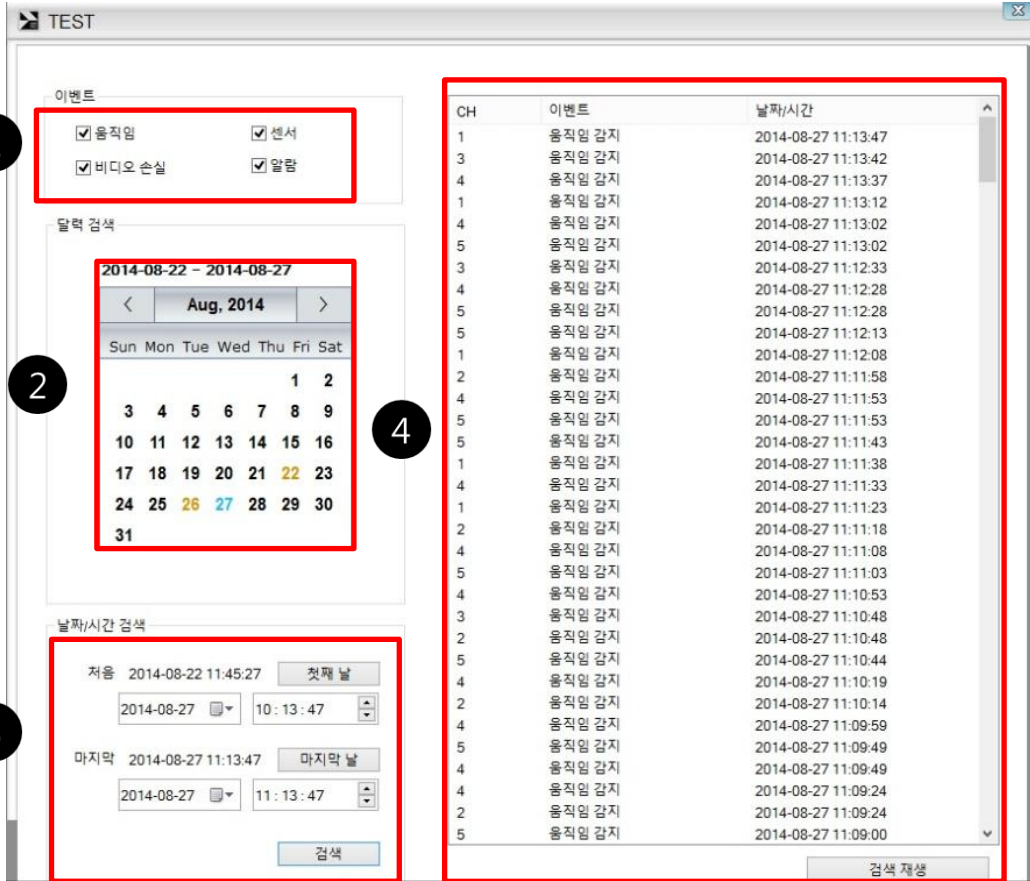 TEST
이벤트
움직임 센서
비디오 손실 알람
달력 검색
2014-08-22 - 2014-08-27
< Aug, 2014 >
Sun Mon Tue Wed Thu Fri Sat
1 2
3 4 5 6 7 8 9
10 11 12 13 14 15 16
17 18 19 20 21 22 23
24 25 26 27 28 29 30
31
2
날짜/시간 검색
처음 2014-08-22 11:45:27 첫째 날
2014-08-27 10 : 13 : 47
마지막 2014-08-27 11:13:47 마지막 날
2014-08-27 11 : 13 : 47
검색
4
CH 이벤트 날짜/시간
1 움직임 감지 2014-08-27 11:13:47
3 움직임 감지 2014-08-27 11:13:42
4 움직임 감지 2014-08-27 11:13:37
1 움직임 감지 2014-08-27 11:13:12
4 움직임 감지 2014-08-27 11:13:02
5 움직임 감지 2014-08-27 11:13:02
3 움직임 감지 2014-08-27 11:12:33
4 움직임 감지 2014-08-27 11:12:28
5 움직임 감지 2014-08-27 11:12:28
5 움직임 감지 2014-08-27 11:12:13
1 움직임 감지 2014-08-27 11:12:08
2 움직임 감지 2014-08-27 11:11:58
4 움직임 감지 2014-08-27 11:11:53
5 움직임 감지 2014-08-27 11:11:53
5 움직임 감지 2014-08-27 11:11:43
1 움직임 감지 2014-08-27 11:11:38
4 움직임 감지 2014-08-27 11:11:33
1 움직임 감지 2014-08-27 11:11:23
2 움직임 감지 2014-08-27 11:11:18
4 움직임 감지 2014-08-27 11:11:08
5 움직임 감지 2014-08-27 11:11:03
4 움직임 감지 2014-08-27 11:10:53
3 움직임 감지 2014-08-27 11:10:48
2 움직임 감지 2014-08-27 11:10:48
5 움직임 감지 2014-08-27 11:10:44
4 움직임 감지 2014-08-27 11:10:19
2 움직임 감지 2014-08-27 11:10:14
4 움직임 감지 2014-08-27 11:09:59
5 움직임 감지 2014-08-27 11:09:49
4 움직임 감지 2014-08-27 11:09:49
4 움직임 감지 2014-08-27 11:09:24
2 움직임 감지 2014-08-27 11:09:24
5 움직임 감지 2014-08-27 11:09:00
검색 재생